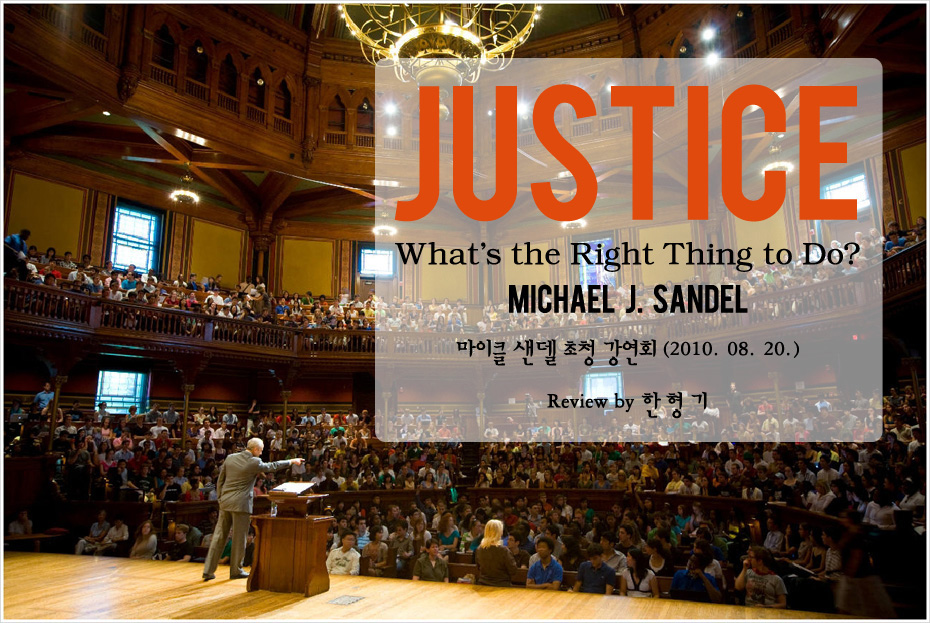 JUSTICE
What's the Right Thing to Do?
MICHAEL J. SANDEL
마이클 샌델 초청 강연회 (2010. 08. 20.)
Review by 한형기